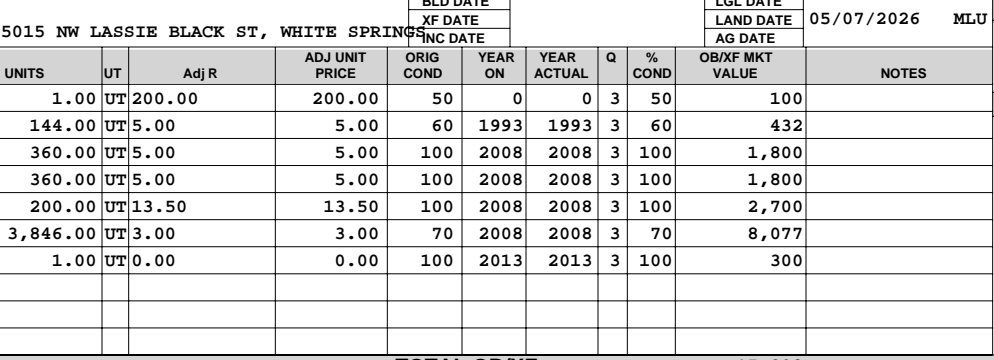 BLD DATE LGL DATE
XF DATE LAND DATE 05/07/2026 MLU
5015 NW LASSIE BLACK ST, WHITE SPRINGS
INC DATE AG DATE
UNITS UT Adj R ADJ UNIT PRICE ORIG COND YEAR ON YEAR ACTUAL Q % COND OB/XF MKT VALUE NOTES
1.00 UT 200.00 200.00 50 0 0 3 50 100
144.00 UT 5.00 5.00 60 1993 1993 3 60 432
360.00 UT 5.00 5.00 100 2008 2008 3 100 1,800
360.00 UT 5.00 5.00 100 2008 2008 3 100 1,800
200.00 UT 13.50 13.50 100 2008 2008 3 100 2,700
3,846.00 UT 3.00 3.00 70 2008 2008 3 70 8,077
1.00 UT 0.00 0.00 100 2013 2013 3 100 300
TOTAL OB/XF